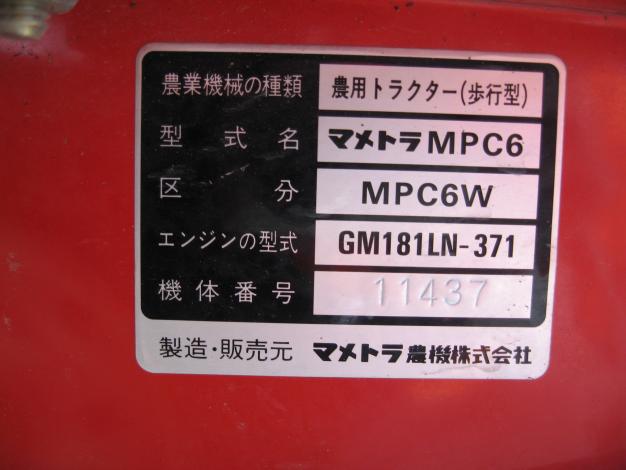 農業機械の種類 農用トラクター(歩行型)
型式名 マメトラMPC6
区分 MPC6W
エンジンの型式 GM181LN-371
機体番号 11437
製造・販売元 マメトラ農機株式会社